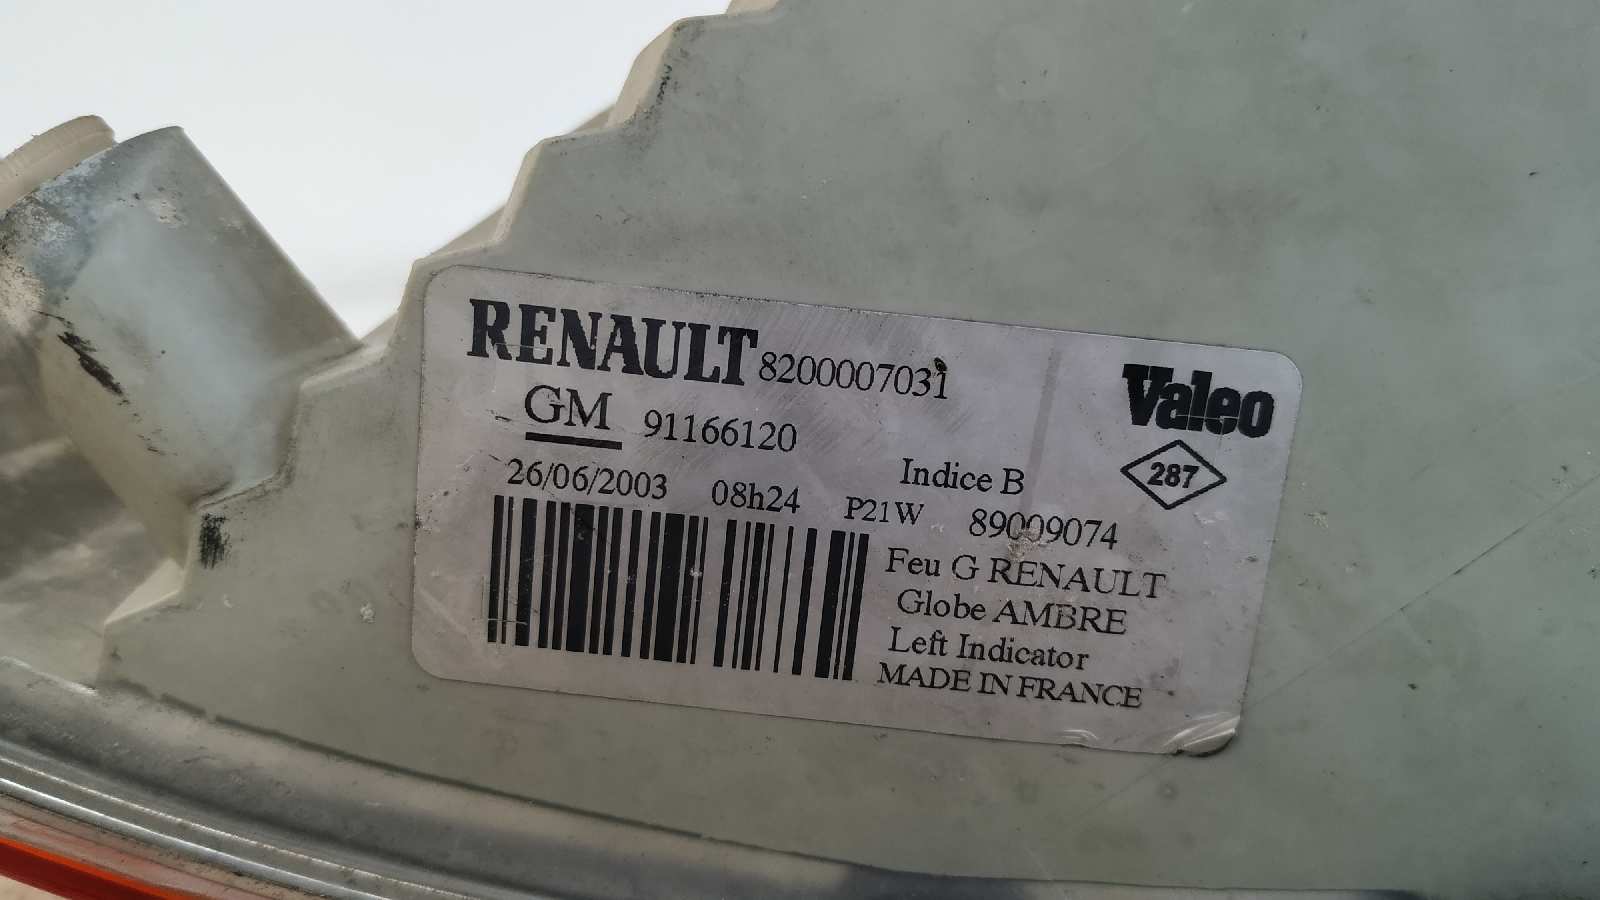 RENAULT 8200007031
GM 91166120
Valeo
287
26/06/2003 08h24 P21W
Indice B
89009074
Feu G RENAULT
Globe AMBRE
Left Indicator
MADE IN FRANCE